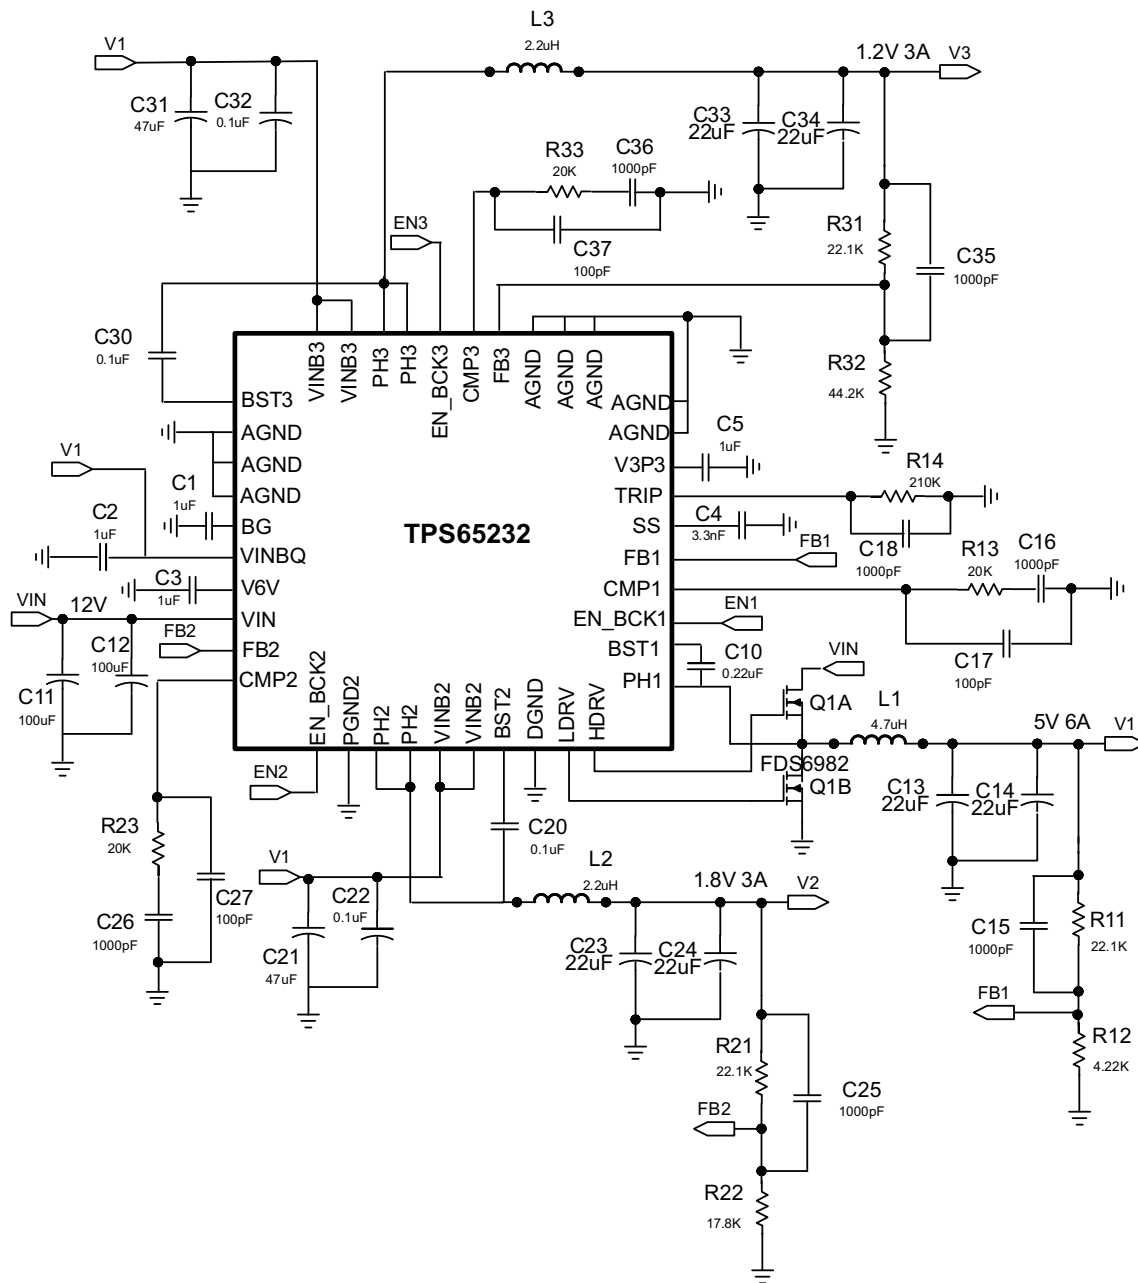 L3
2.2uH
V1
1.2V 3A
V3
C31
47uF
C32
0.1uF
C33
22uF
C34
22uF
R33
20K
C36
1000pF
C37
100pF
EN3
R31
22.1K
C35
1000pF
R32
44.2K
C30
0.1uF
VINB3
VINB3
PH3
PH3
EN_BCK3
CMP3
FB3
AGND
AGND
AGND
BST3
AGND
AGND
AGND
BG
VINBQ
V6V
VIN
FB2
CMP2
TPS65232
AGND
AGND
V3P3
TRIP
SS
FB1
CMP1
EN_BCK1
BST1
PH1
EN_BCK2
PGND2
PH2
PH2
VINB2
VINB2
BST2
DGND
LDRV
HDRV
V1
C1
1uF
C2
1uF
C3
1uF
VIN
12V
FB2
C12
100uF
C11
100uF
C5
1uF
R14
210K
C4
3.3nF
C18
1000pF
FB1
R13
20K
C16
1000pF
C17
100pF
EN1
C10
0.22uF
VIN
Q1A
FDS6982
Q1B
L1
4.7uH
5V 6A
V1
C13
22uF
C14
22uF
EN2
R23
20K
C27
100pF
C26
1000pF
V1
C22
0.1uF
C21
47uF
C20
0.1uF
L2
2.2uH
1.8V 3A
V2
C23
22uF
C24
22uF
C15
1000pF
R11
22.1K
FB1
R12
4.22K
R21
22.1K
C25
1000pF
FB2
R22
17.8K